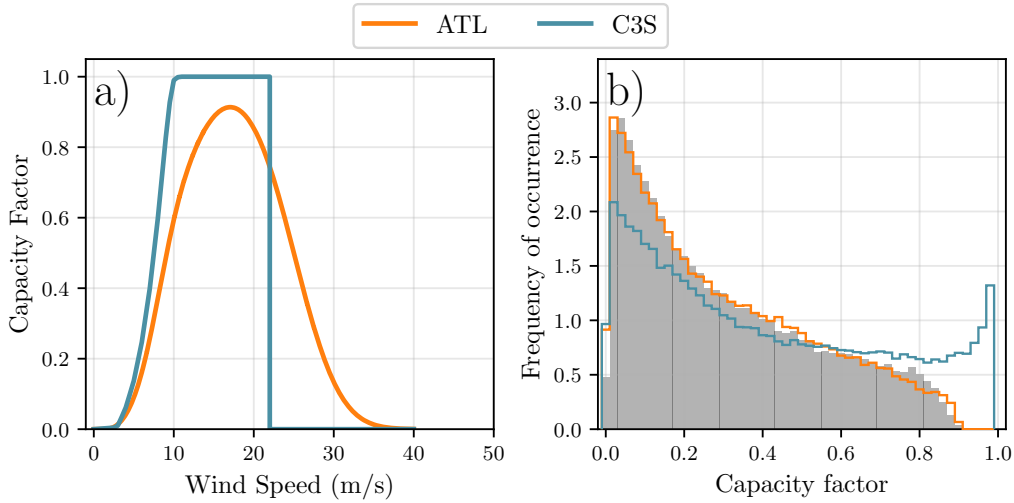 ATL C3S
a)
1.0
0.8
0.6
0.4
0.2
0.0
Capacity Factor
0 10 20 30 40 50
Wind Speed (m/s)
b)
3.0
2.5
2.0
1.5
1.0
0.5
0.0
Frequency of occurrence
0.0 0.2 0.4 0.6 0.8 1.0
Capacity factor